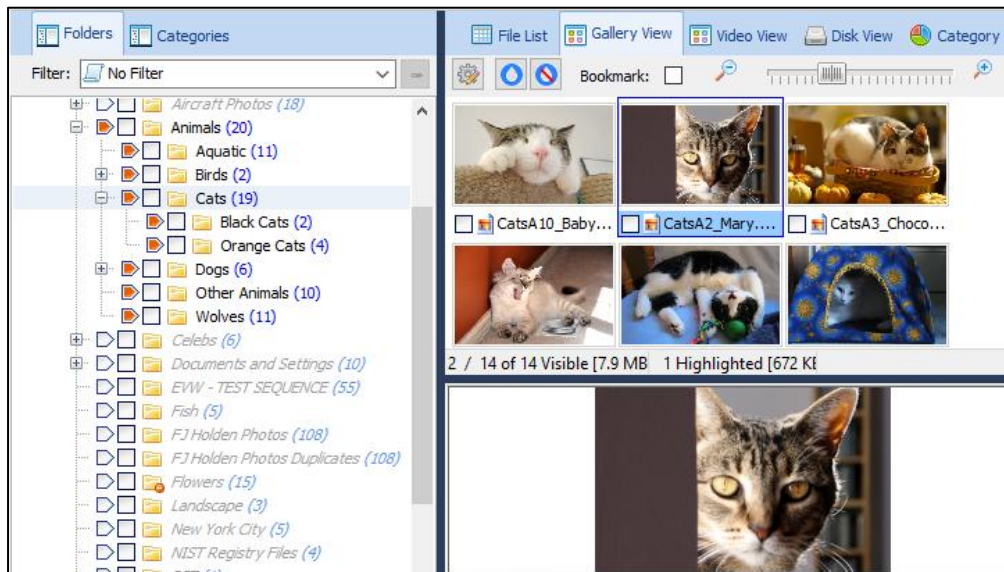 Folders
Categories
File List
Gallery View
Video View
Disk View
Category
Filter:
No Filter
Bookmark:
Aircraft Photos (18)
Animals (20)
Aquatic (11)
Birds (2)
Cats (19)
Black Cats (2)
Orange Cats (4)
Dogs (6)
Other Animals (10)
Wolves (11)
Celebs (6)
Documents and Settings (10)
EVW - TEST SEQUENCE (55)
Fish (5)
FJ Holden Photos (108)
FJ Holden Photos Duplicates (108)
Flowers (15)
Landscape (3)
New York City (5)
NIST Registry Files (4)
CatsA10_Baby...
CatsA2_Mary....
CatsA3_Choco...
2 / 14 of 14 Visible [7.9 MB
1 Highlighted [672 KE